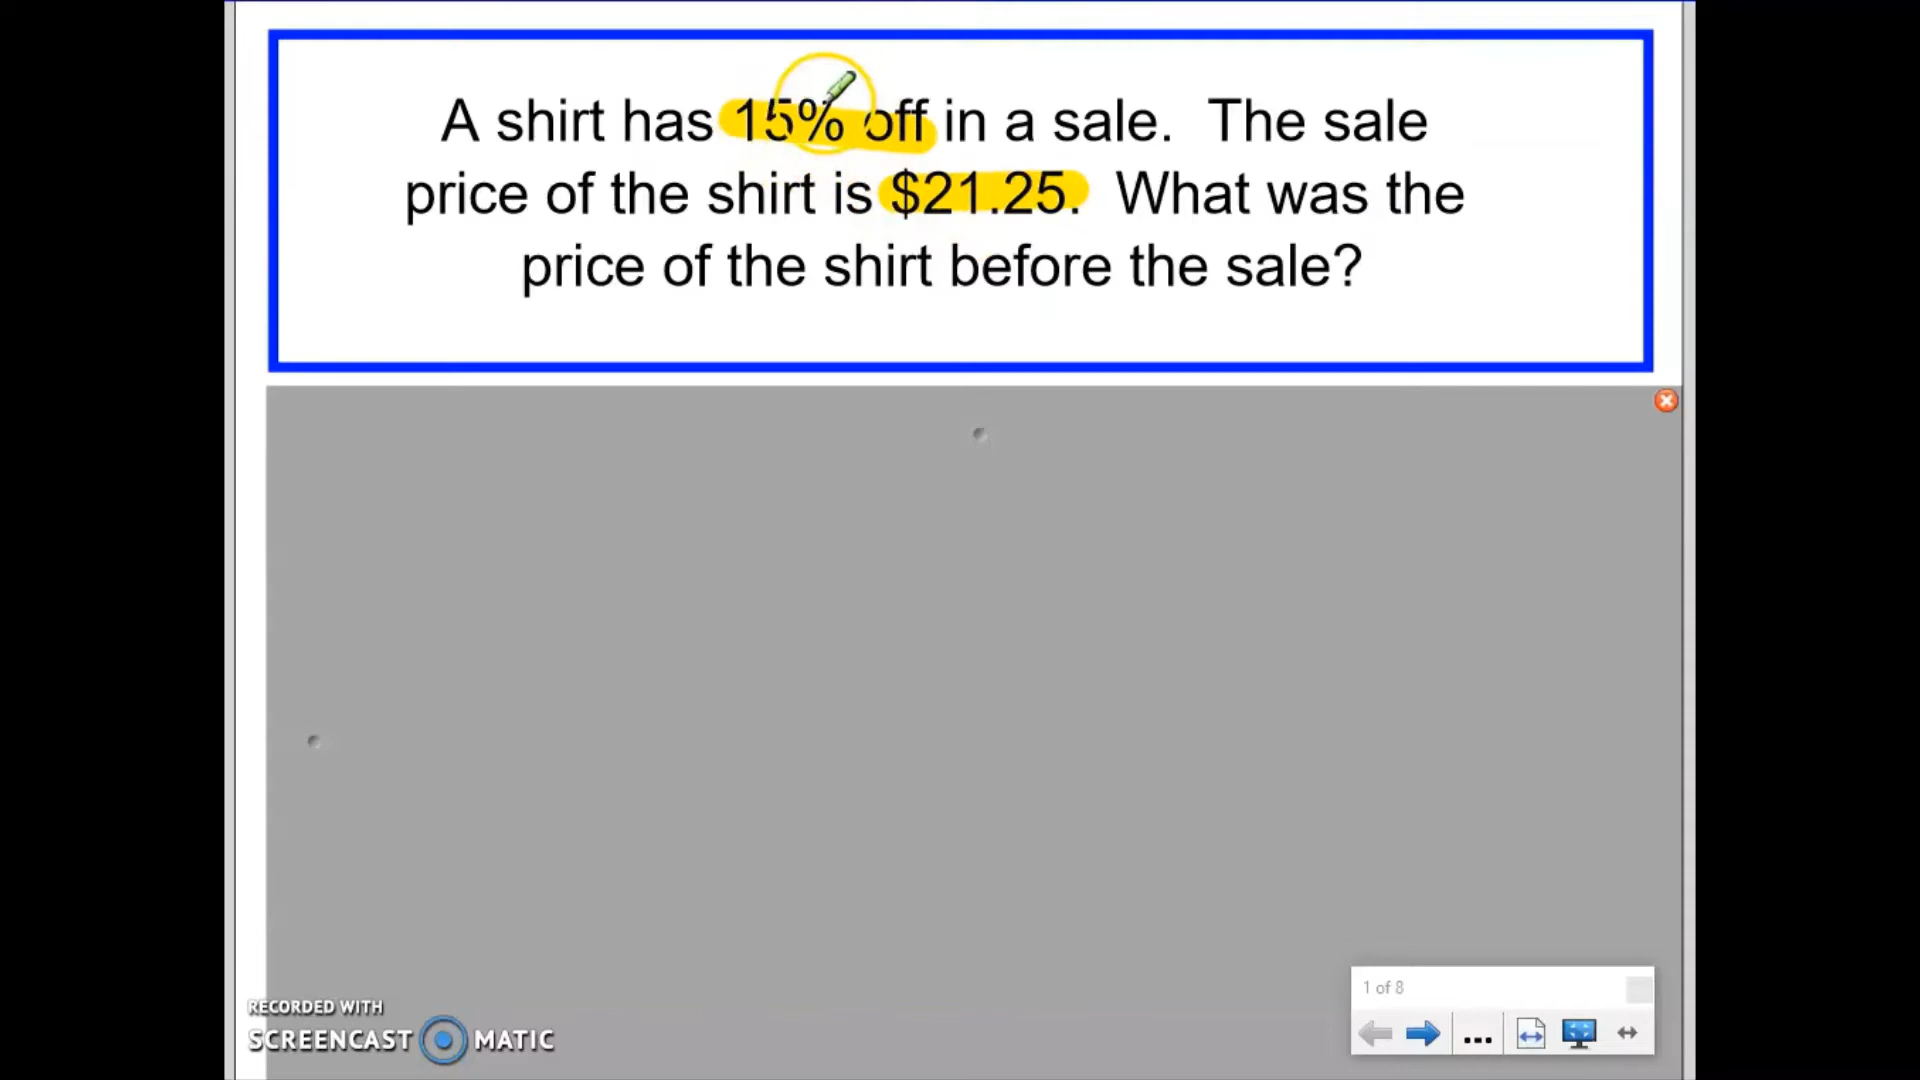 A shirt has 15% off in a sale. The sale
price of the shirt is $21.25. What was the
price of the shirt before the sale?
1 of 8
RECORDED WITH
SCREENCAST MATIC